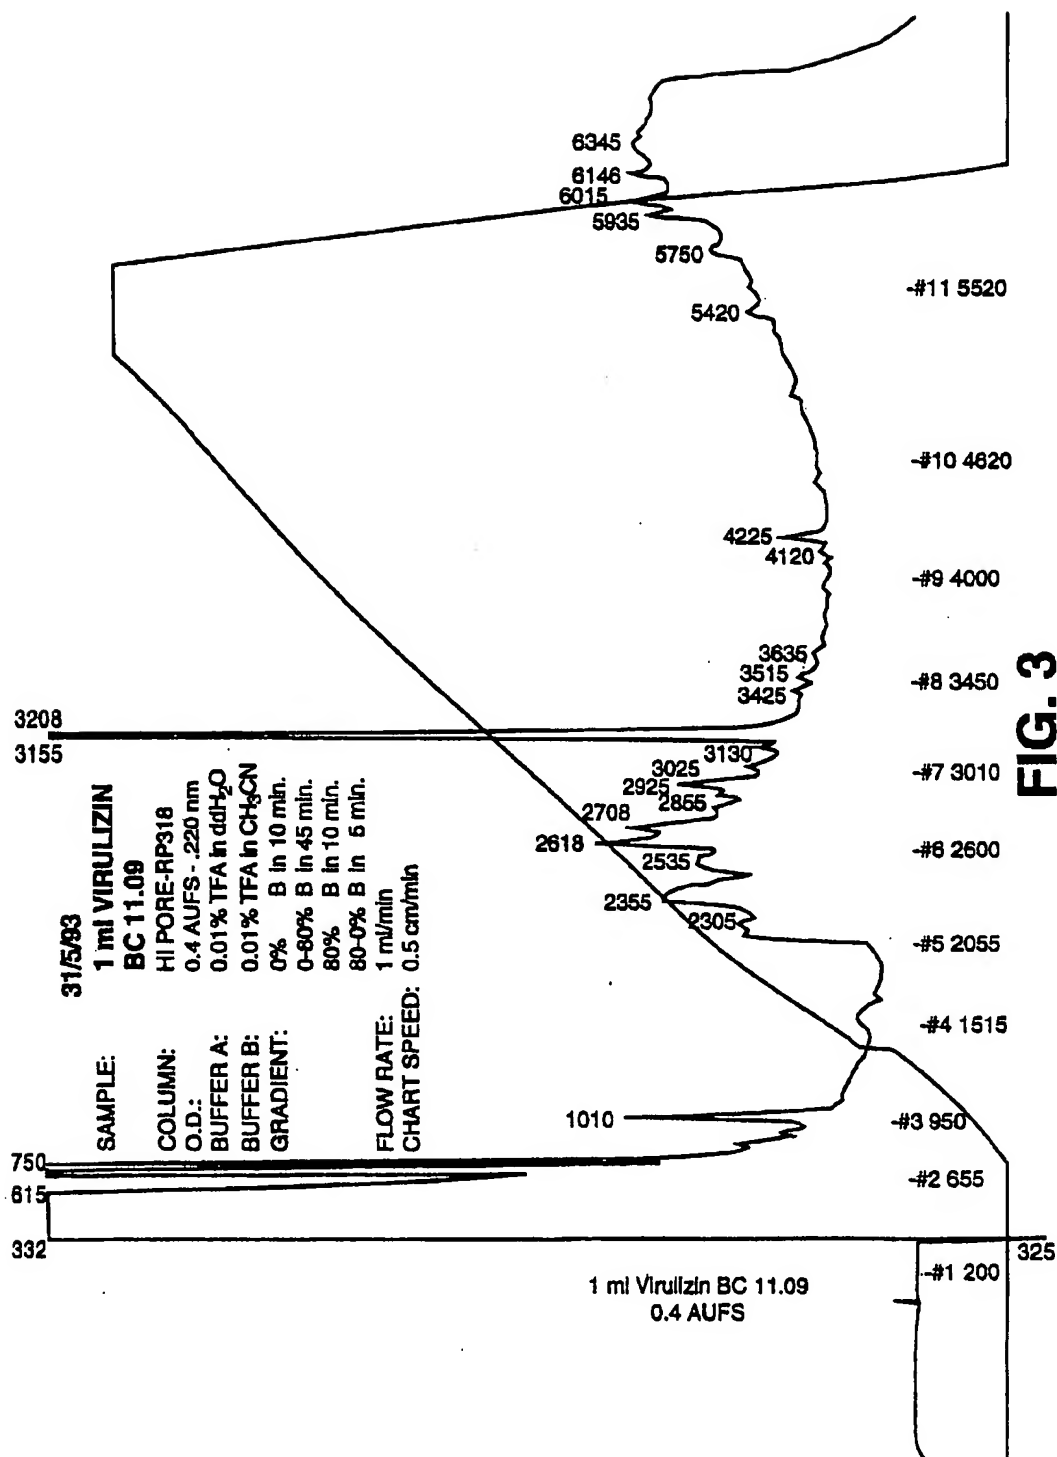 31/5/93
SAMPLE: 1 ml VIRULIZIN
BC 11.09
COLUMN: HI PORE-RP318
O.D.: 0.4 AUFS - .220 nm
BUFFER A: 0.01% TFA in ddH₂O
BUFFER B: 0.01% TFA in CH₃CN
GRADIENT: 0% B in 10 min.
0-80% B in 45 min.
80% B in 10 min.
80-0% B in 5 min.
FLOW RATE: 1 ml/min
CHART SPEED: 0.5 cm/min
6345
6146
6015
5935
5750
5420
4225
4120
3635
3515
3425
3208
3155
3130
3025
2925
2855
2708
2618
2535
2355
2305
1010
750
615
332
325
-#11 5520
-#10 4620
-#9 4000
-#8 3450
-#7 3010
-#6 2600
-#5 2055
-#4 1515
-#3 950
-#2 655
-#1 200
1 ml Virulizin BC 11.09
0.4 AUFS
FIG. 3